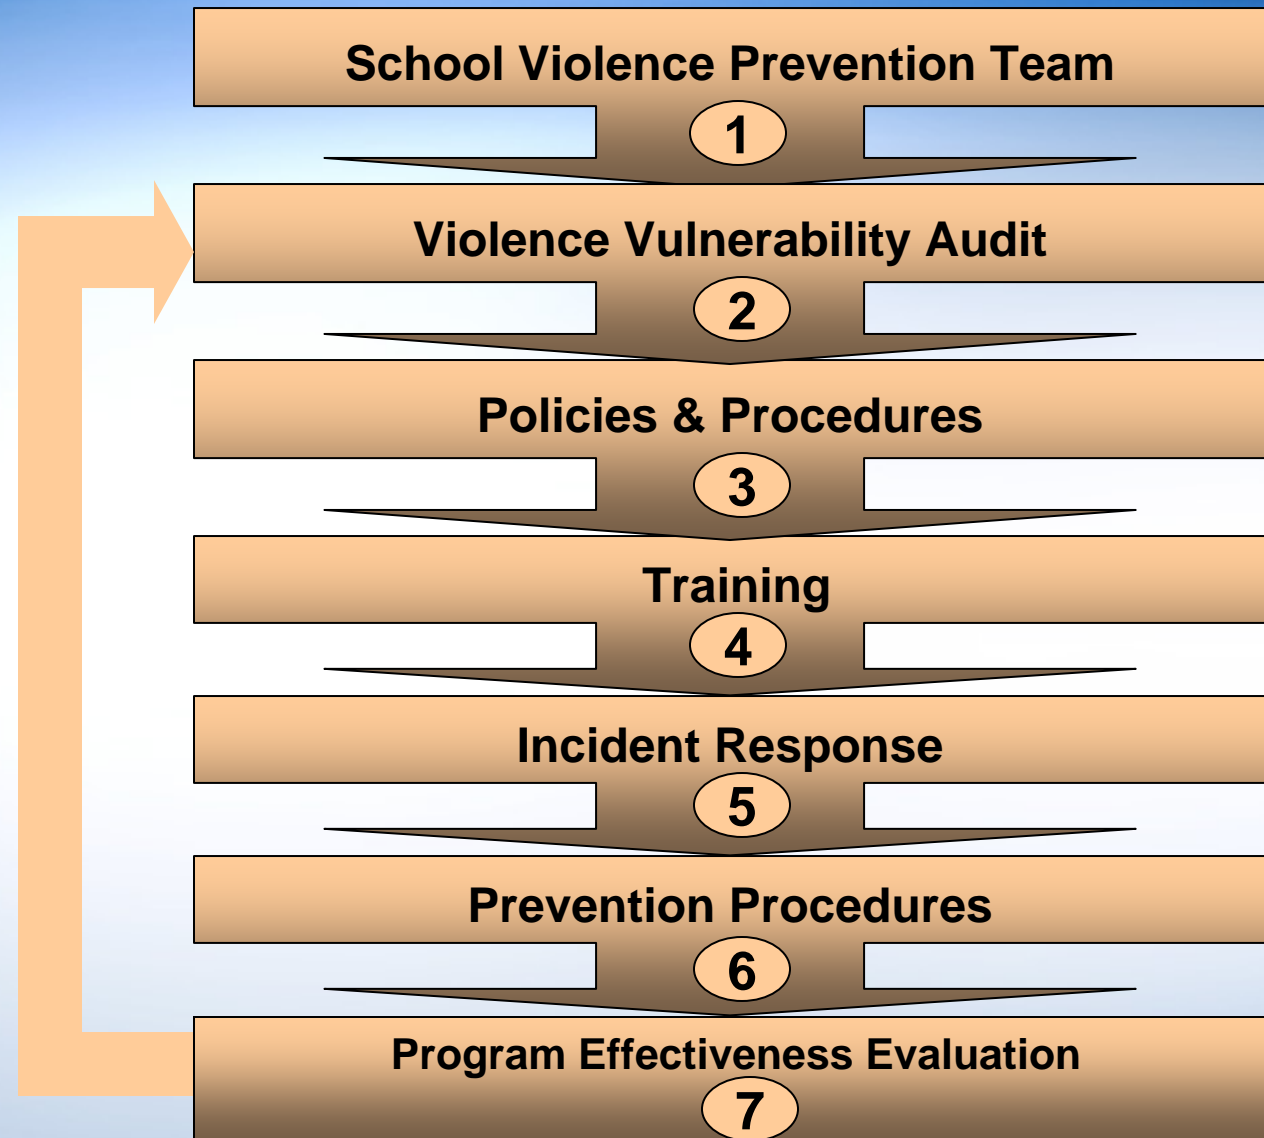 School Violence Prevention Team
1
Violence Vulnerability Audit
2
Policies & Procedures
3
Training
4
Incident Response
5
Prevention Procedures
6
Program Effectiveness Evaluation
7